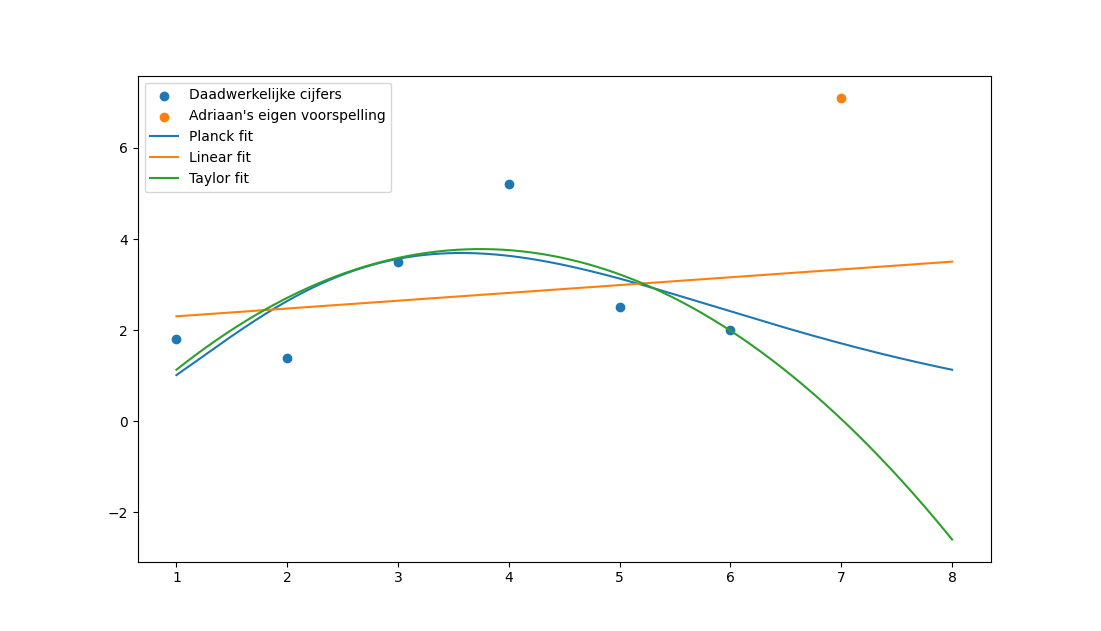 Daadwerkelijke cijfers
Adriaan's eigen voorspelling
Planck fit
Linear fit
Taylor fit
6
4
2
0
−2
1 2 3 4 5 6 7 8